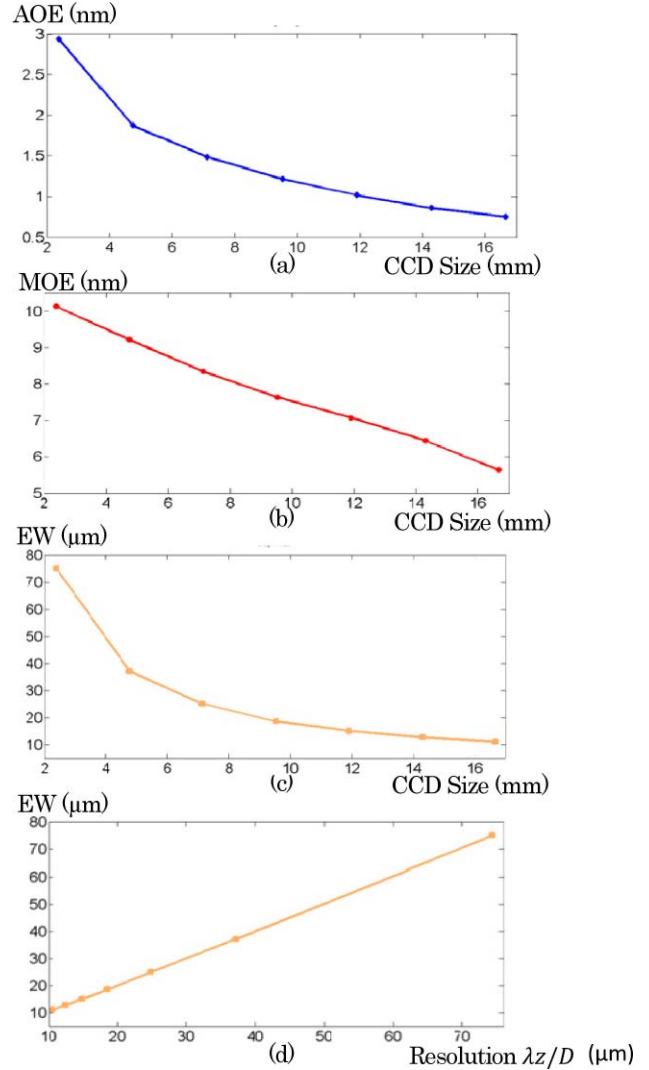 AOE (nm)
3
2.5
2
1.5
1
0.5
2 4 6 8 10 12 14 16
(a) CCD Size (mm)
MOE (nm)
10
9
8
7
6
5
2 4 6 8 10 12 14 16
(b) CCD Size (mm)
EW (μm)
80
70
60
50
40
30
20
10
2 4 6 8 10 12 14 16
(c) CCD Size (mm)
EW (μm)
80
70
60
50
40
30
20
10
10 20 30 40 50 60 70
(d) Resolution λz/D (μm)